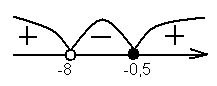 + — +
-8 -0,5